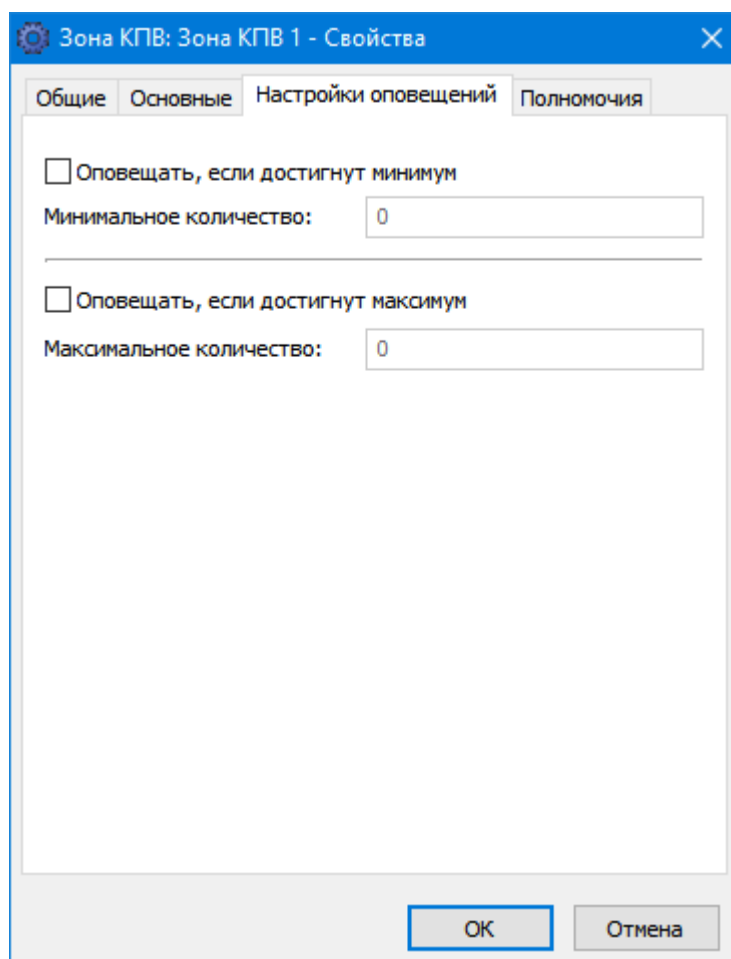 Зона КПВ: Зона КПВ 1 - Свойства
Общие Основные Настройки оповещений Полномочия
Оповещать, если достигнут минимум
Минимальное количество: 0
Оповещать, если достигнут максимум
Максимальное количество: 0
ОК Отмена